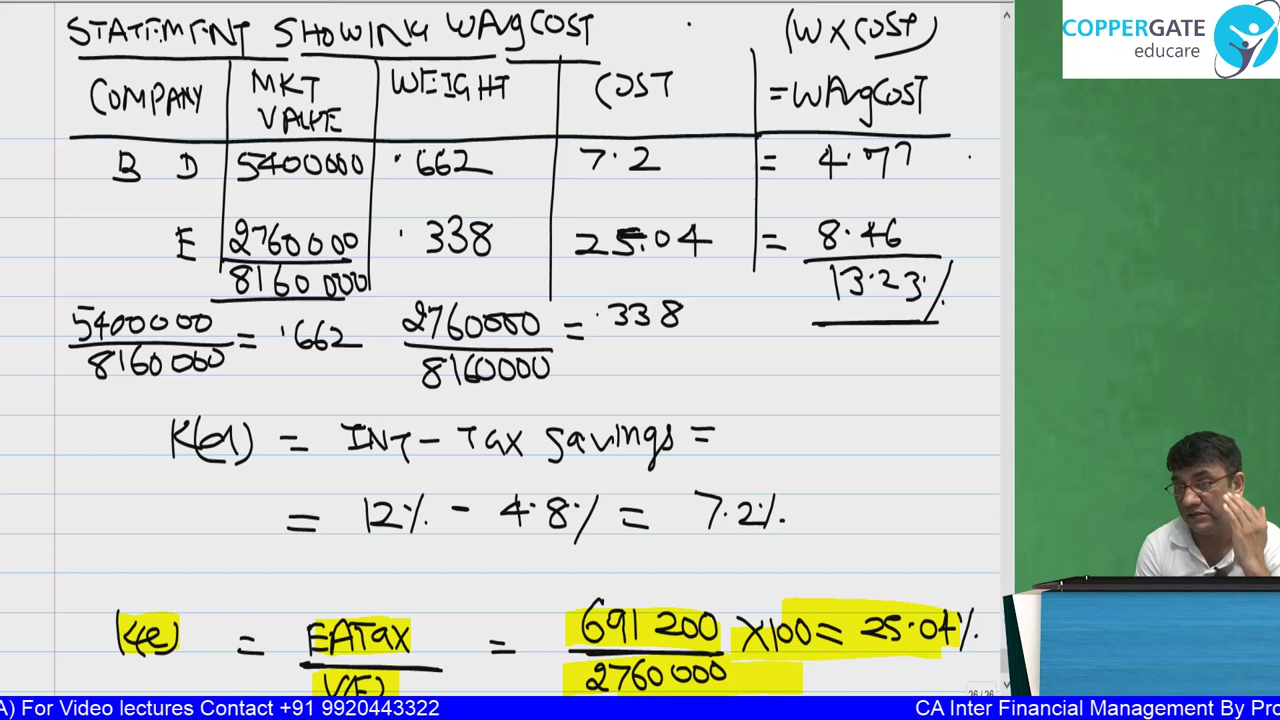 STATEMENT SHOWING WAvgCOST (W X COST)
COMPANY MKT VALUE WEIGHT COST = WAvgCOST
B D 5400000 .662 7.2 = 4.77
E 2760000 .338 25.04 = 8.46
8160000 13.23%
5400000/8160000 = .662 2760000/8160000 = .338
K(d) = INT - Tax Savings =
= 12% - 4.8% = 7.2%
K(e) = EATax/V(E) = 691200/2760000 X100 = 25.04%
COPPERGATE
educare
26/26
A) For Video lectures Contact +91 9920443322 CA Inter Financial Management By Pro